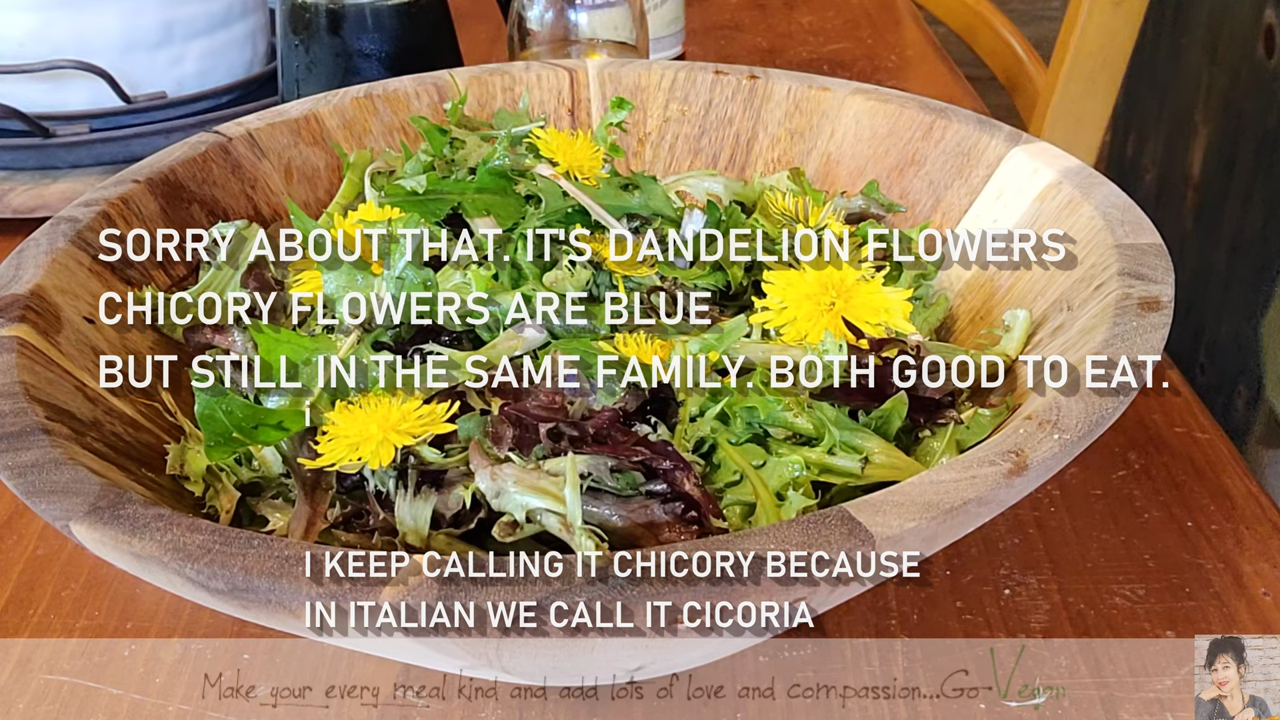 SORRY ABOUT THAT. IT'S DANDELION FLOWERS
CHICORY FLOWERS ARE BLUE
BUT STILL IN THE SAME FAMILY. BOTH GOOD TO EAT.
I
I KEEP CALLING IT CHICORY BECAUSE
IN ITALIAN WE CALL IT CICORIA
Make your every meal kind and add lots of love and compassion...Go Vegan